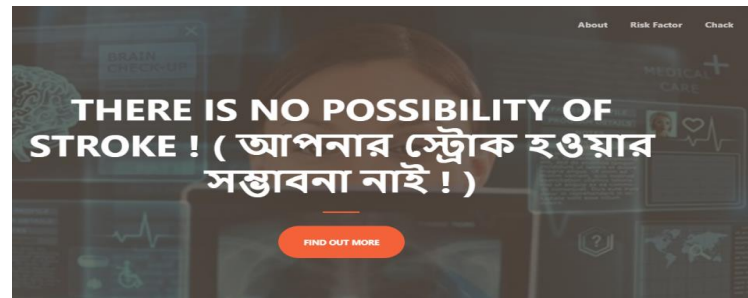 About Risk Factor Chack
BRAIN
CHECK-UP
MEDICAL
CARE
THERE IS NO POSSIBILITY OF
STROKE ! ( আপনার স্ট্রোক হওয়ার
সম্ভাবনা নাই ! )
FIND OUT MORE